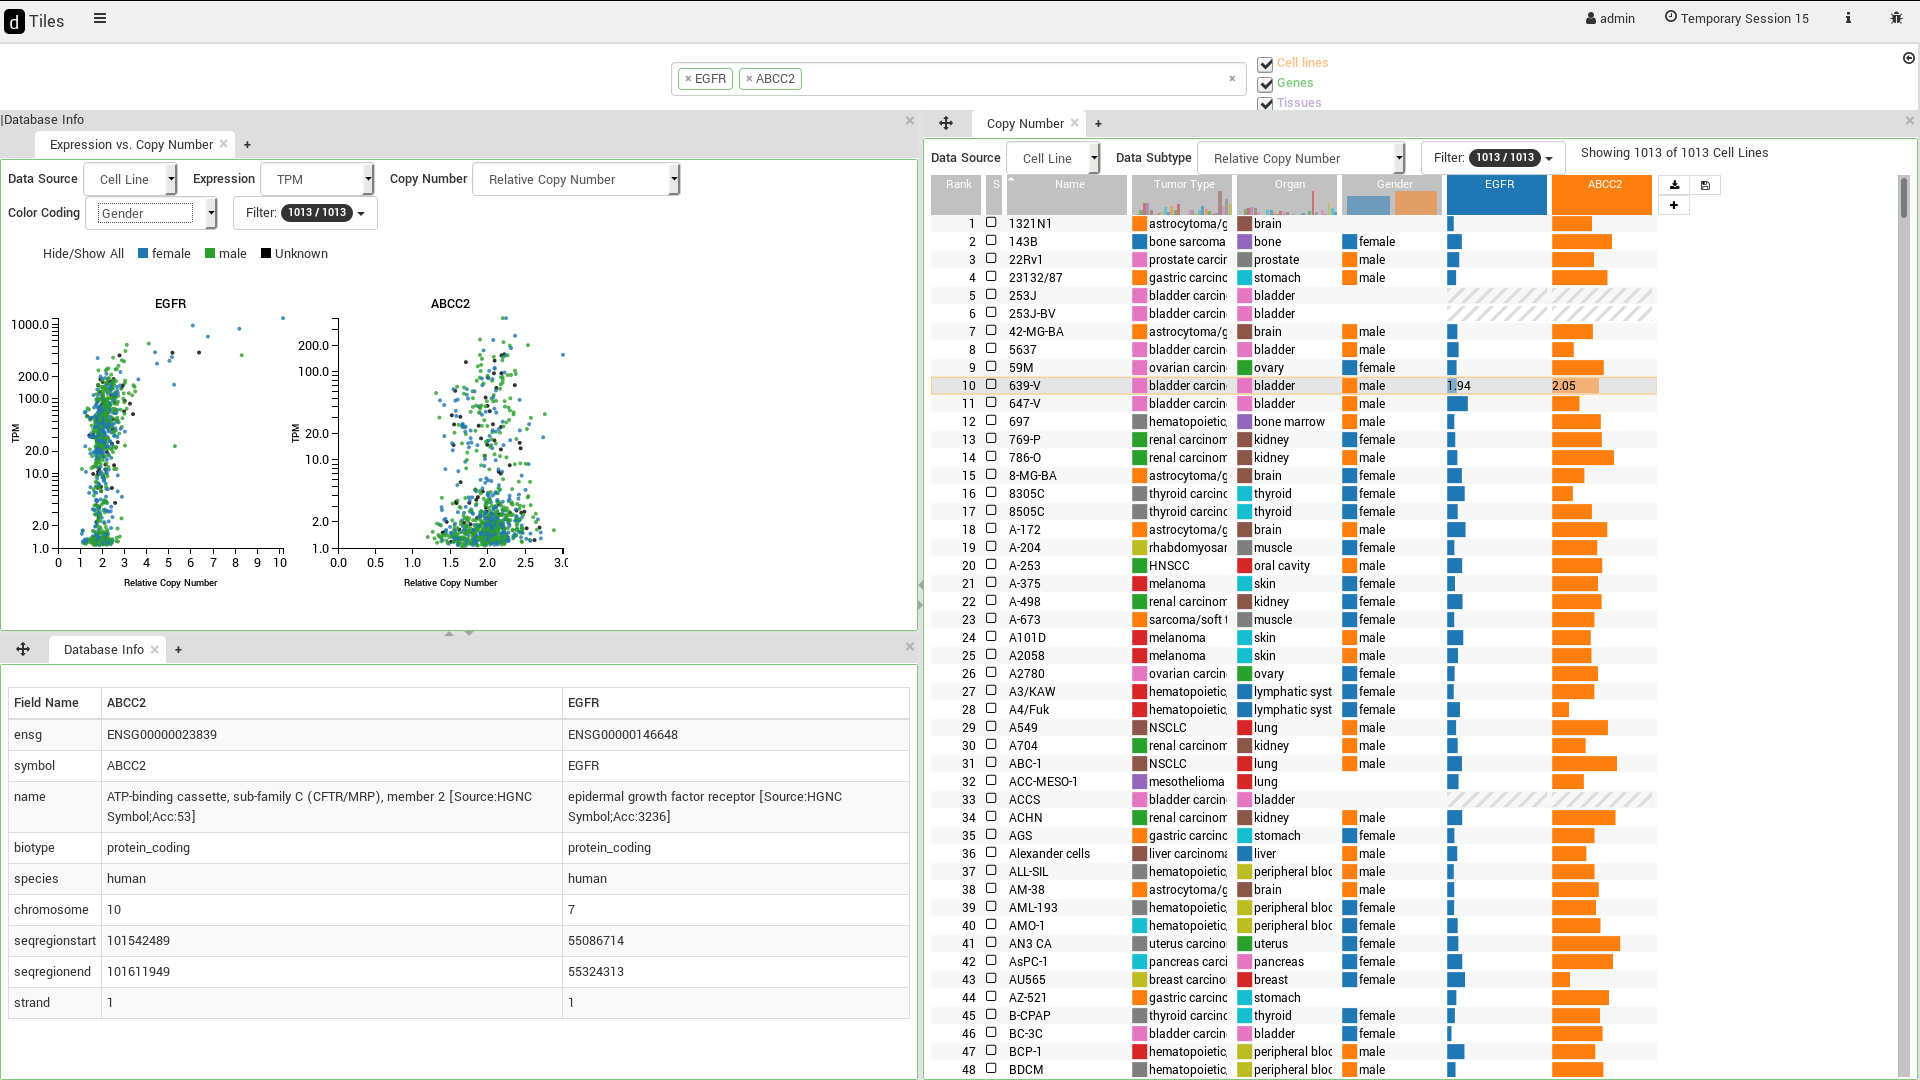 d Tiles
admin
Temporary Session 15
× EGFR × ABCC2 ×
Cell lines
Genes
Tissues
Database Info
Expression vs. Copy Number × +
Data Source Cell Line Expression TPM Copy Number Relative Copy Number
Color Coding Gender Filter: 1013 / 1013
Hide/Show All female male Unknown
EGFR
1000.0
200.0
100.0
20.0
10.0
2.0
1.0
TPM
0 1 2 3 4 5 6 7 8 9 10
Relative Copy Number
ABCC2
200.0
100.0
20.0
10.0
2.0
1.0
TPM
0.0 0.5 1.0 1.5 2.0 2.5 3.0
Relative Copy Number
Database Info × +
Field Name ABCC2 EGFR
ensg ENSG00000023839 ENSG00000146648
symbol ABCC2 EGFR
name ATP-binding cassette, sub-family C (CFTR/MRP), member 2 [Source:HGNC Symbol;Acc:53] epidermal growth factor receptor [Source:HGNC Symbol;Acc:3236]
biotype protein_coding protein_coding
species human human
chromosome 10 7
seqregionstart 101542489 55086714
seqregionend 101611949 55324313
strand 1 1
Copy Number × +
Data Source Cell Line Data Subtype Relative Copy Number Filter: 1013 / 1013 Showing 1013 of 1013 Cell Lines
Rank S Name Tumor Type Organ Gender EGFR ABCC2
1 1321N1 astrocytoma/g brain
2 143B bone sarcoma bone female
3 22Rv1 prostate carcir prostate male
4 23132/87 gastric carcinc stomach male
5 253J bladder carcin bladder
6 253J-BV bladder carcin bladder
7 42-MG-BA astrocytoma/g brain male
8 5637 bladder carcin bladder male
9 59M ovarian carcin ovary female
10 639-V bladder carcin bladder male 1.94 2.05
11 647-V bladder carcin bladder male
12 697 hematopoietic, bone marrow male
13 769-P renal carcinom kidney female
14 786-O renal carcinom kidney male
15 8-MG-BA astrocytoma/g brain female
16 8305C thyroid carcinc thyroid female
17 8505C thyroid carcinc thyroid female
18 A-172 astrocytoma/g brain male
19 A-204 rhabdomyosar muscle female
20 A-253 HNSCC oral cavity male
21 A-375 melanoma skin female
22 A-498 renal carcinom kidney female
23 A-673 sarcoma/soft t muscle female
24 A101D melanoma skin male
25 A2058 melanoma skin male
26 A2780 ovarian carcin ovary female
27 A3/KAW hematopoietic, lymphatic syst female
28 A4/Fuk hematopoietic, lymphatic syst female
29 A549 NSCLC lung male
30 A704 renal carcinom kidney male
31 ABC-1 NSCLC lung male
32 ACC-MESO-1 mesothelioma lung
33 ACCS bladder carcin bladder
34 ACHN renal carcinom kidney male
35 AGS gastric carcinc stomach female
36 Alexander cells liver carcinoma liver male
37 ALL-SIL hematopoietic, peripheral bloc male
38 AM-38 astrocytoma/g brain male
39 AML-193 hematopoietic, peripheral bloc female
40 AMO-1 hematopoietic, peripheral bloc female
41 AN3 CA uterus carcino uterus female
42 AsPC-1 pancreas carci pancreas female
43 AU565 breast carcino breast female
44 AZ-521 gastric carcinc stomach
45 B-CPAP thyroid carcinc thyroid female
46 BC-3C bladder carcin bladder female
47 BCP-1 hematopoietic, peripheral bloc male
48 BDCM hematopoietic, peripheral bloc female